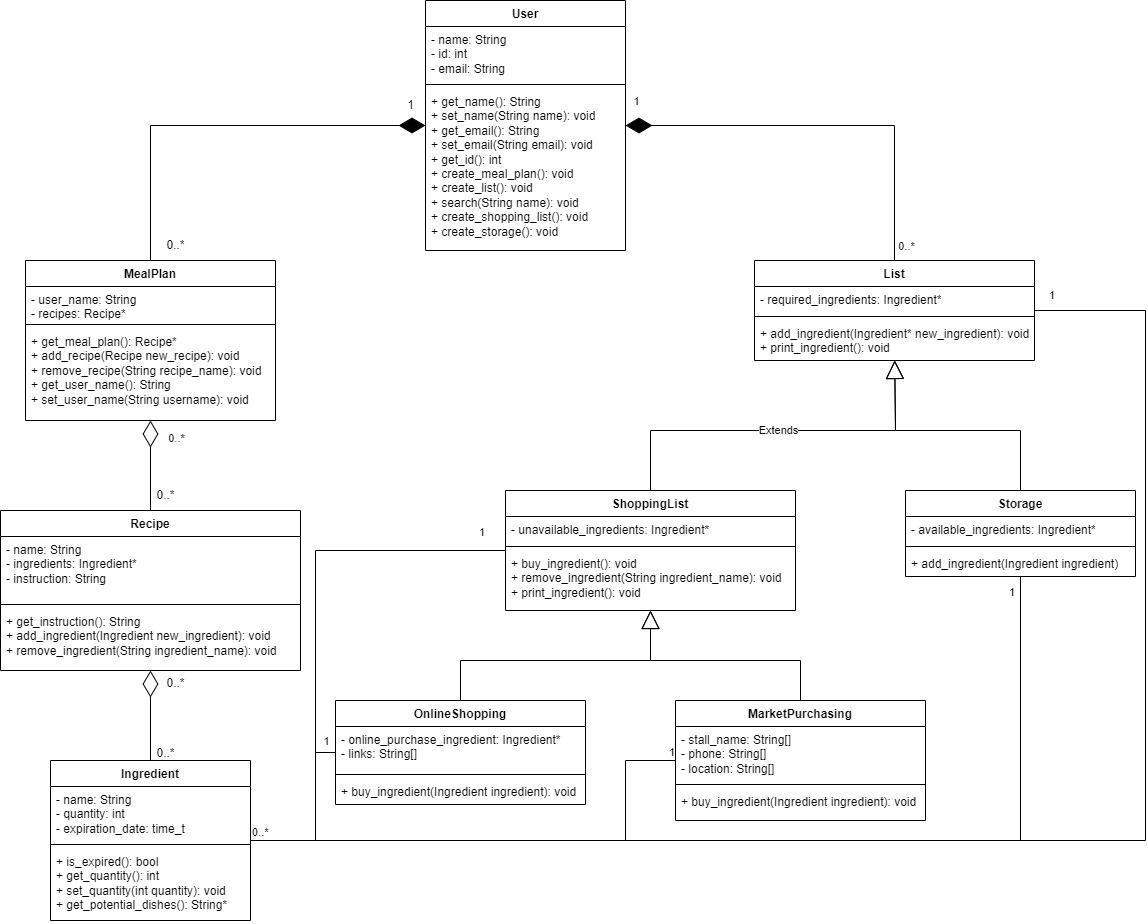 User
- name: String
- id: int
- email: String
+ get_name(): String
+ set_name(String name): void
+ get_email(): String
+ set_email(String email): void
+ get_id(): int
+ create_meal_plan(): void
+ create_list(): void
+ search(String name): void
+ create_shopping_list(): void
+ create_storage(): void
1
1
0..*
0..*
MealPlan
- user_name: String
- recipes: Recipe*
+ get_meal_plan(): Recipe*
+ add_recipe(Recipe new_recipe): void
+ remove_recipe(String recipe_name): void
+ get_user_name(): String
+ set_user_name(String username): void
List
- required_ingredients: Ingredient*
+ add_ingredient(Ingredient* new_ingredient): void
+ print_ingredient(): void
1
0..*
0..*
Extends
Recipe
- name: String
- ingredients: Ingredient*
- instruction: String
+ get_instruction(): String
+ add_ingredient(Ingredient new_ingredient): void
+ remove_ingredient(String ingredient_name): void
1
ShoppingList
- unavailable_ingredients: Ingredient*
+ buy_ingredient(): void
+ remove_ingredient(String ingredient_name): void
+ print_ingredient(): void
Storage
- available_ingredients: Ingredient*
+ add_ingredient(Ingredient ingredient)
1
0..*
0..*
1
OnlineShopping
- online_purchase_ingredient: Ingredient*
- links: String[]
+ buy_ingredient(Ingredient ingredient): void
1
MarketPurchasing
- stall_name: String[]
- phone: String[]
- location: String[]
+ buy_ingredient(Ingredient ingredient): void
Ingredient
- name: String
- quantity: int
- expiration_date: time_t
+ is_expired(): bool
+ get_quantity(): int
+ set_quantity(int quantity): void
+ get_potential_dishes(): String*
0..*